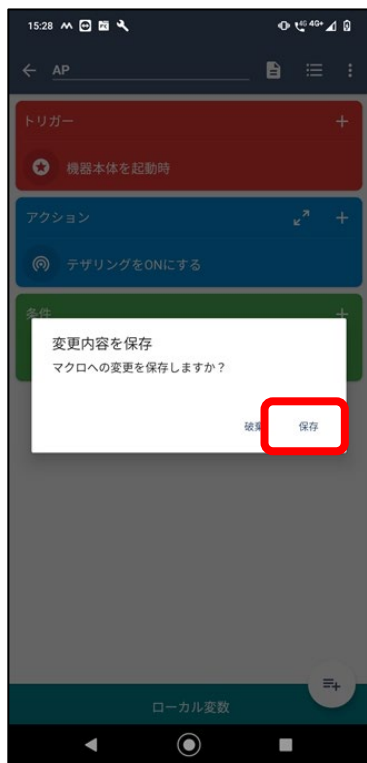 15:28 4G 4G+
AP
トリガー
機器本体を起動時
アクション
テザリングをONにする
条件
変更内容を保存
マクロへの変更を保存しますか？
破棄 保存
ローカル変数